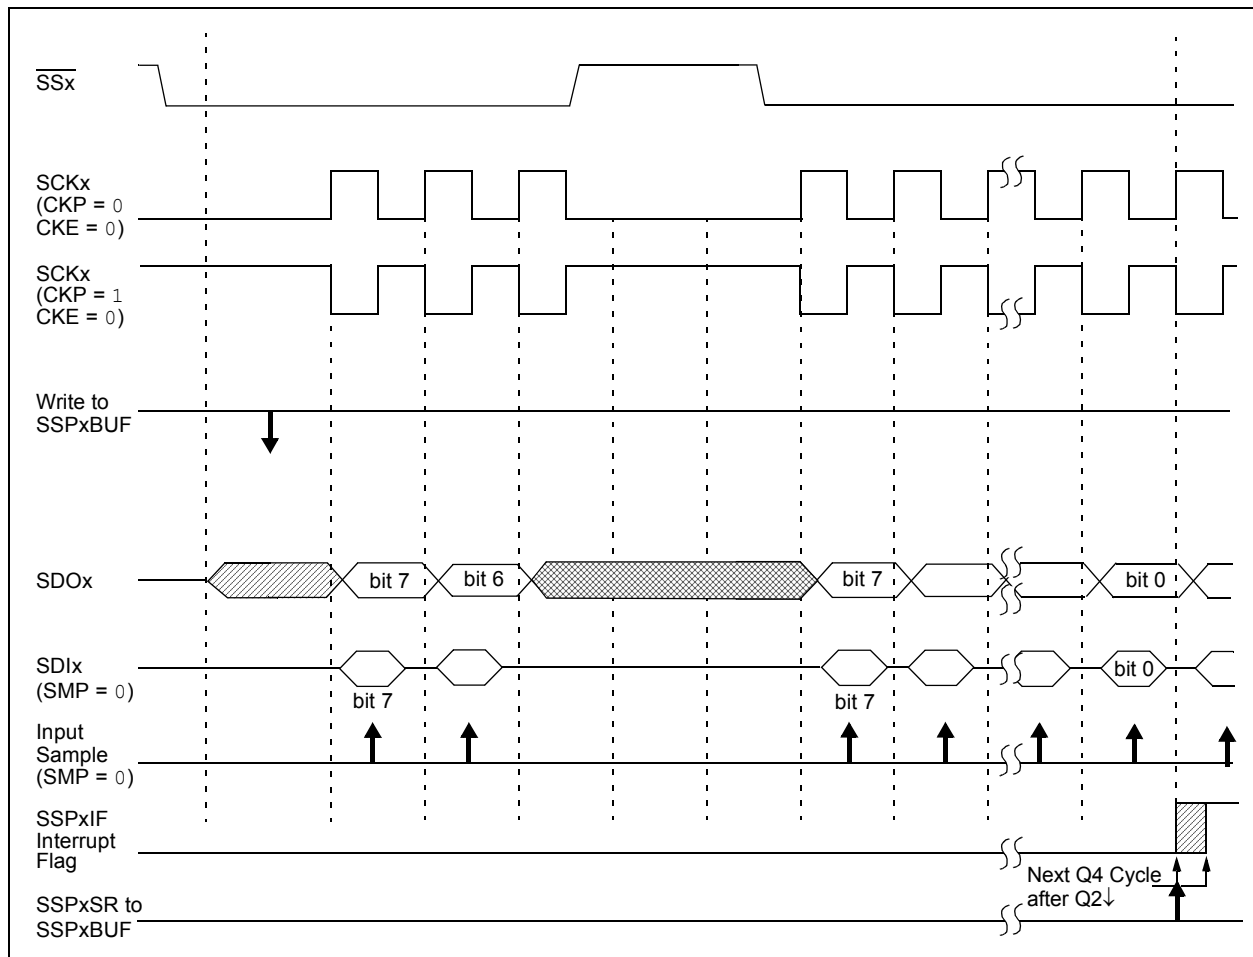 SSx
SCKx
(CKP = 0
CKE = 0)
SCKx
(CKP = 1
CKE = 0)
Write to
SSPxBUF
SDOx
bit 7
bit 6
bit 7
bit 0
SDIx
(SMP = 0)
bit 7
bit 7
bit 0
Input
Sample
(SMP = 0)
SSPxIF
Interrupt
Flag
Next Q4 Cycle
after Q2↓
SSPxSR to
SSPxBUF